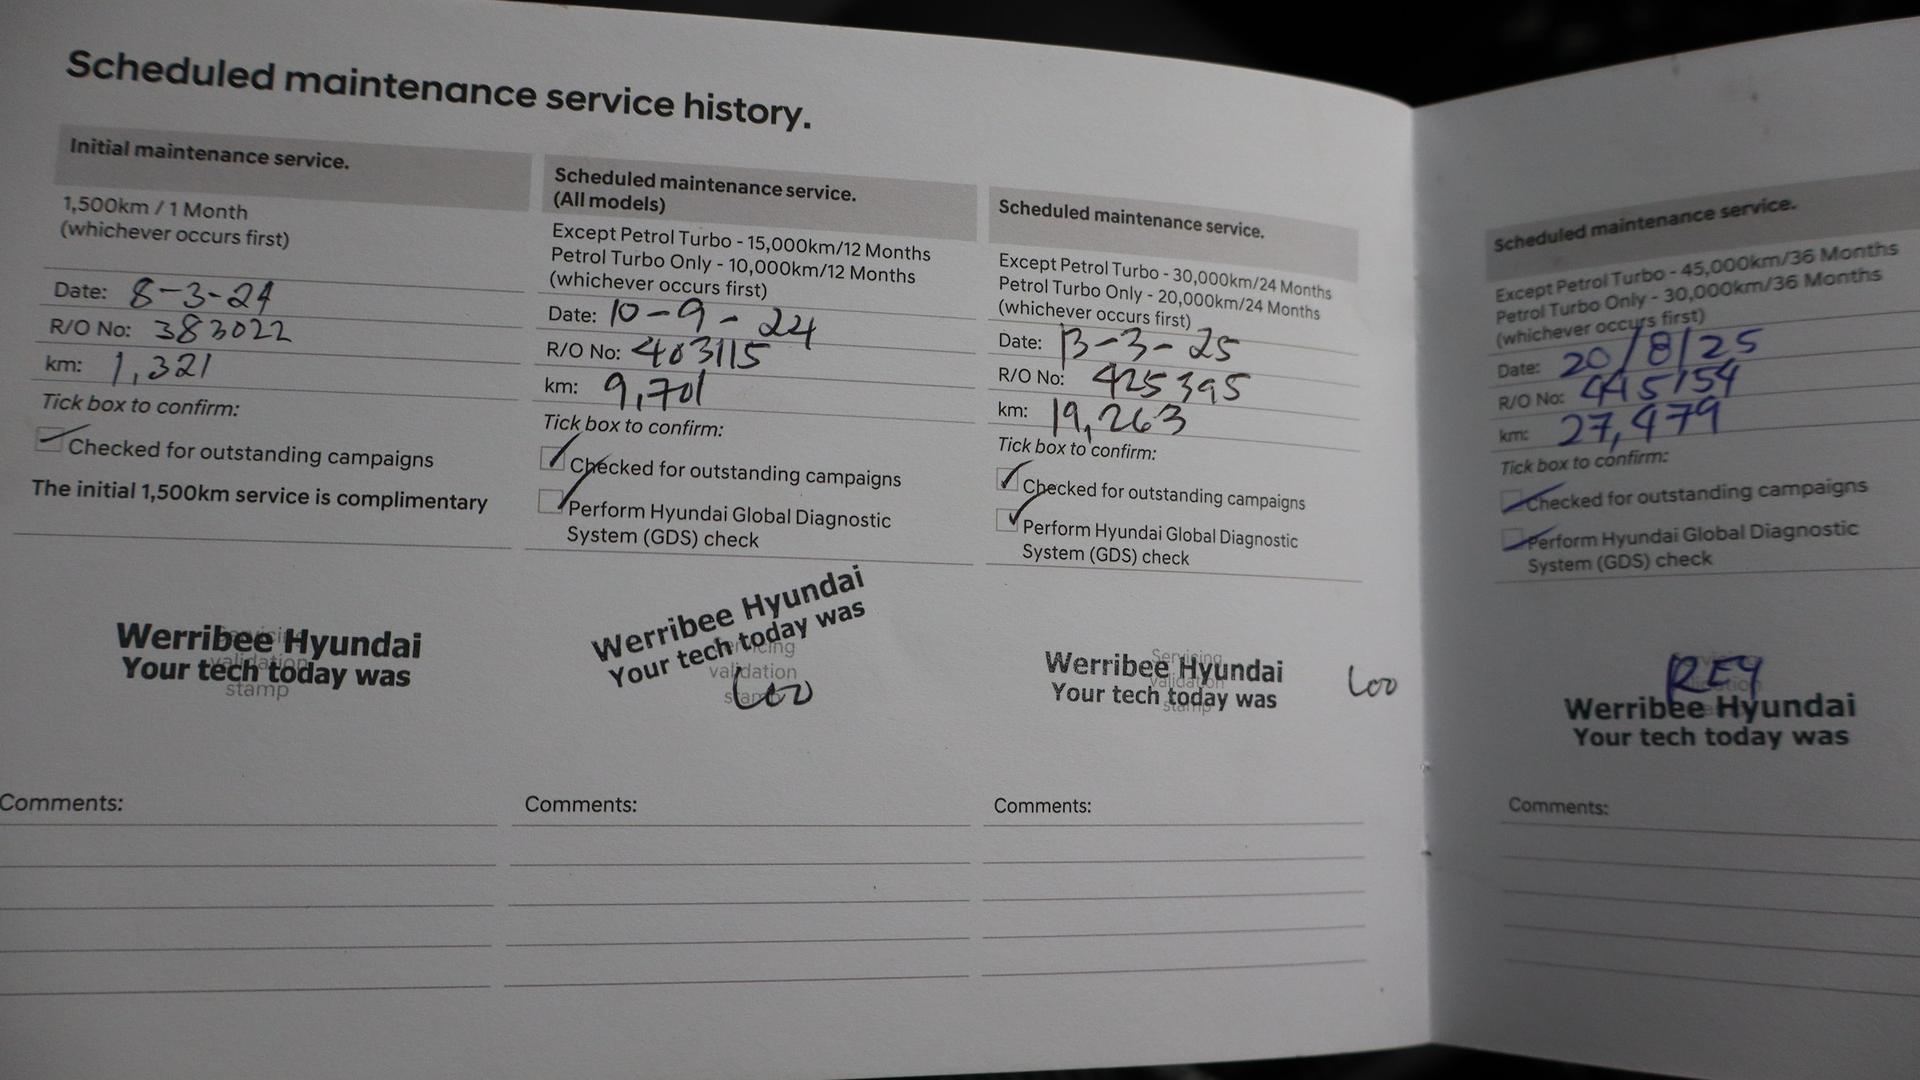 Scheduled maintenance service history.
Initial maintenance service.
1,500km / 1 Month
(whichever occurs first)
Date: 8-3-24
R/O No: 383022
km: 1,321
Tick box to confirm:
Checked for outstanding campaigns
The initial 1,500km service is complimentary
Servicing
validation
stamp
Werribee Hyundai
Your tech today was
Comments:
Scheduled maintenance service.
(All models)
Except Petrol Turbo - 15,000km/12 Months
Petrol Turbo Only - 10,000km/12 Months
(whichever occurs first)
Date: 10-9-24
R/O No: 403115
km: 9,701
Tick box to confirm:
Checked for outstanding campaigns
Perform Hyundai Global Diagnostic
System (GDS) check
Werribee Hyundai
Your tech today was
Servicing
validation
stamp
Comments:
Scheduled maintenance service.
Except Petrol Turbo - 30,000km/24 Months
Petrol Turbo Only - 20,000km/24 Months
(whichever occurs first)
Date: 13-3-25
R/O No: 425395
km: 19,263
Tick box to confirm:
Checked for outstanding campaigns
Perform Hyundai Global Diagnostic
System (GDS) check
Servicing
Werribee Hyundai
validation
Your tech today was
stamp
Comments:
Scheduled maintenance service.
Except Petrol Turbo - 45,000km/36 Months
Petrol Turbo Only - 30,000km/36 Months
(whichever occurs first)
Date: 20/8/25
R/O No: 445154
km: 27,479
Tick box to confirm:
Checked for outstanding campaigns
Perform Hyundai Global Diagnostic
System (GDS) check
REY
Werribee Hyundai
Your tech today was
Comments: